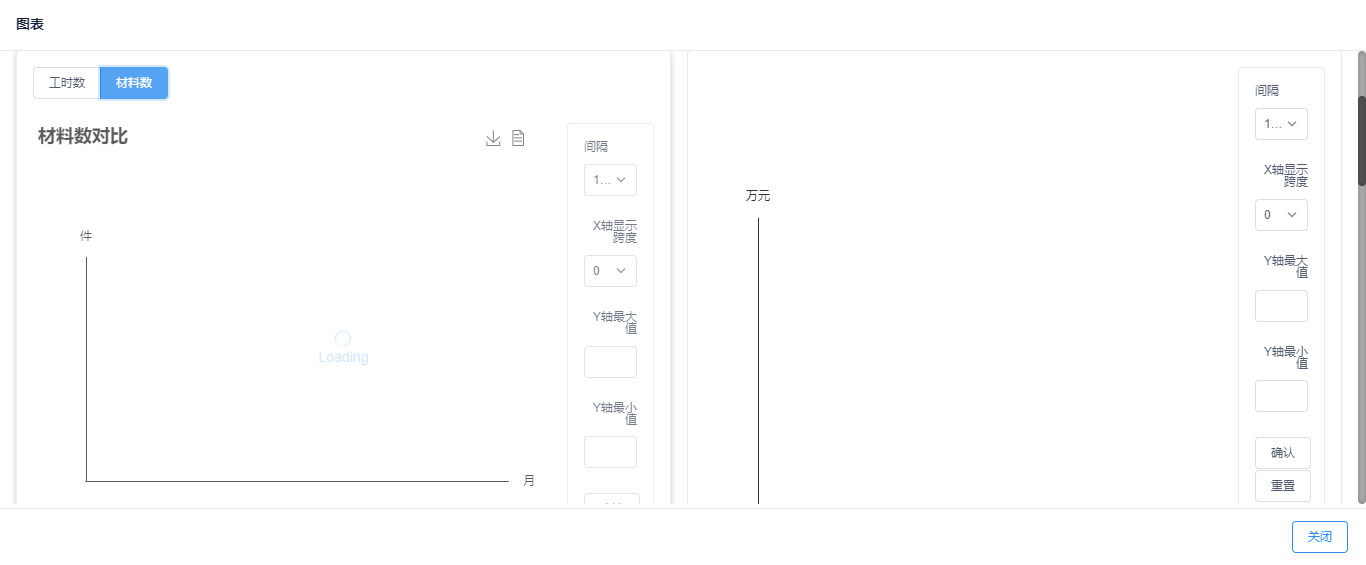 图表
工时数
材料数
材料数对比
间隔
1...
X轴显示
跨度
0
Y轴最大
值
Y轴最小
值
件
Loading
月
间隔
1...
X轴显示
跨度
0
Y轴最大
值
Y轴最小
值
确认
重置
万元
关闭